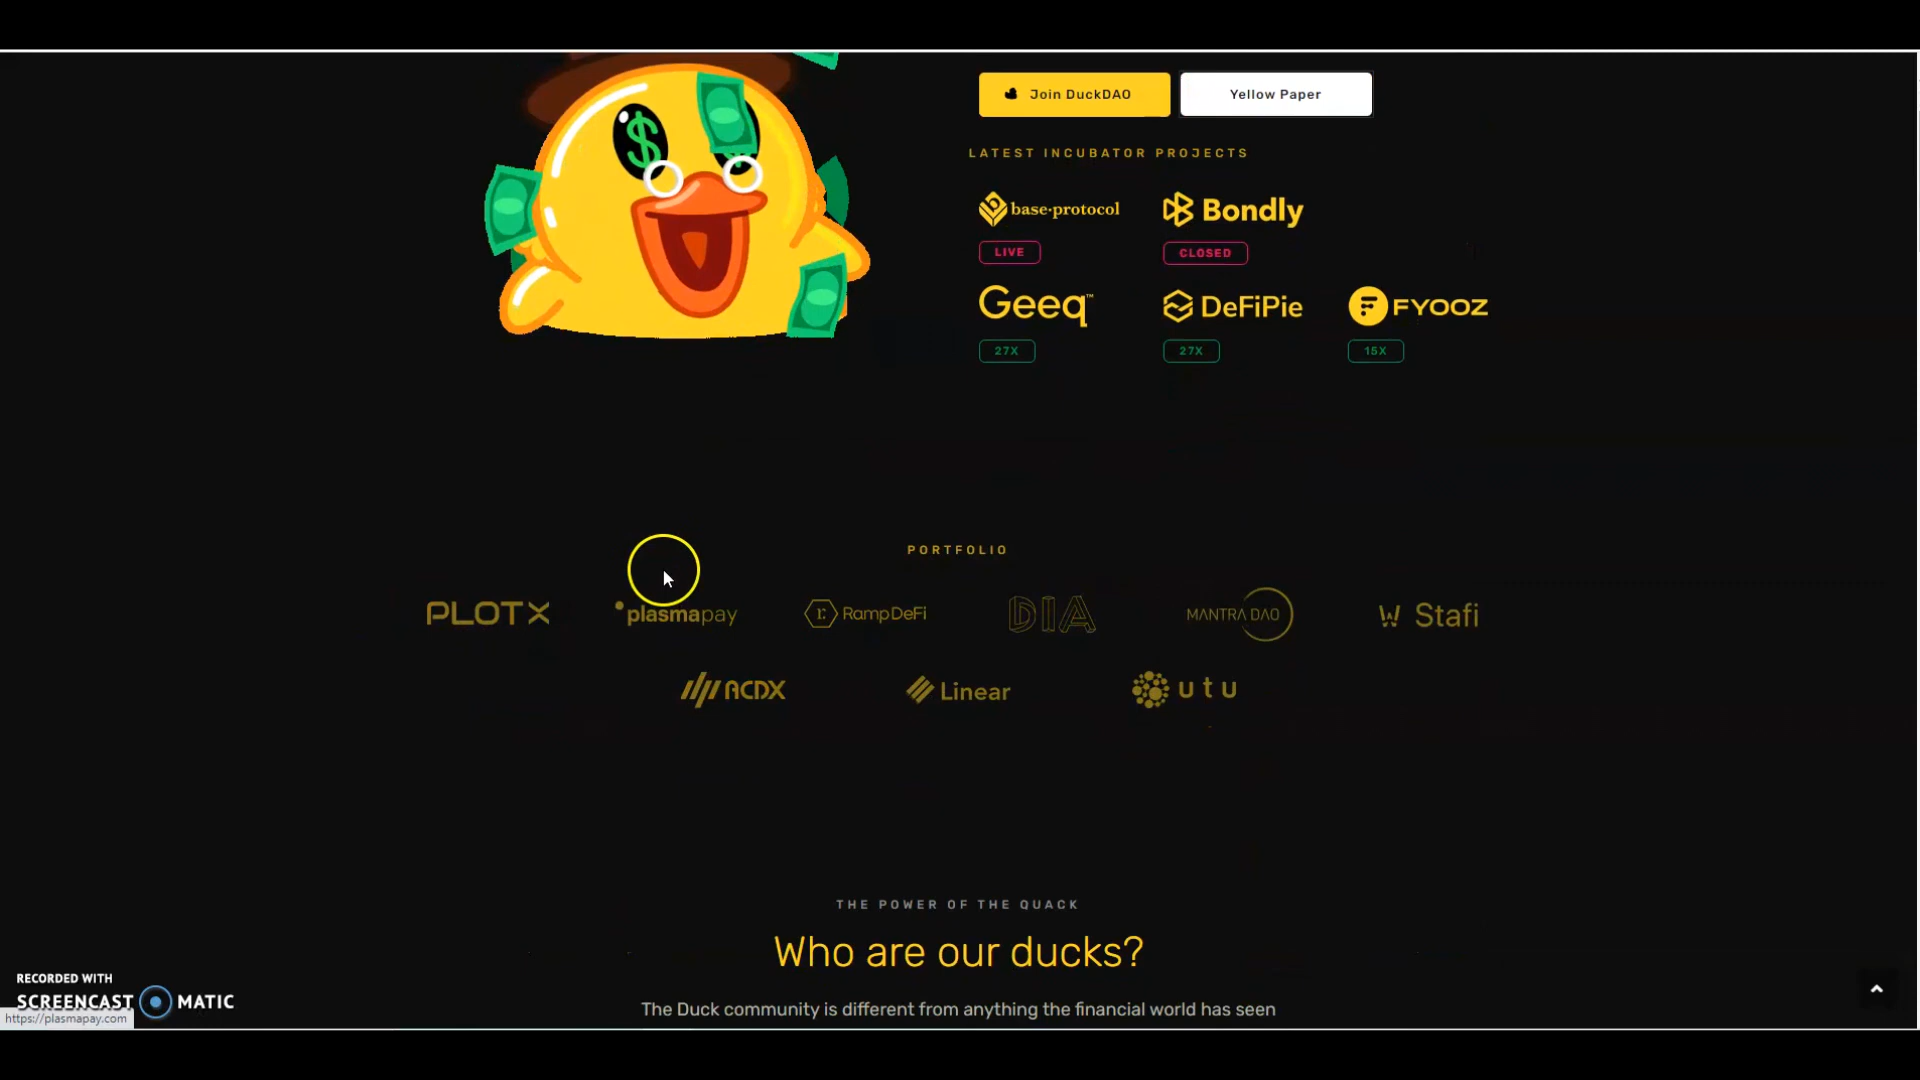 Join DuckDAO
Yellow Paper
LATEST INCUBATOR PROJECTS
base-protocol
Bondly
LIVE
CLOSED
Geeq™
DeFiPie
FYOOZ
27X
27X
15X
PORTFOLIO
PLOTX
plasmapay
r: RampDeFi
DIA
MANTRA DAO
Stafi
ACDX
Linear
utu
THE POWER OF THE QUACK
Who are our ducks?
The Duck community is different from anything the financial world has seen
RECORDED WITH
SCREENCAST MATIC
https://plasmapay.com